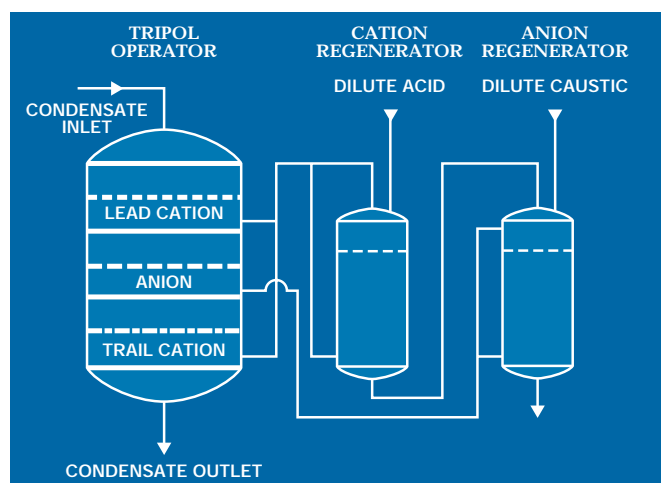 TRIPOL
OPERATOR
CATION
REGENERATOR
ANION
REGENERATOR
DILUTE ACID
DILUTE CAUSTIC
CONDENSATE
INLET
LEAD CATION
ANION
TRAIL CATION
CONDENSATE OUTLET